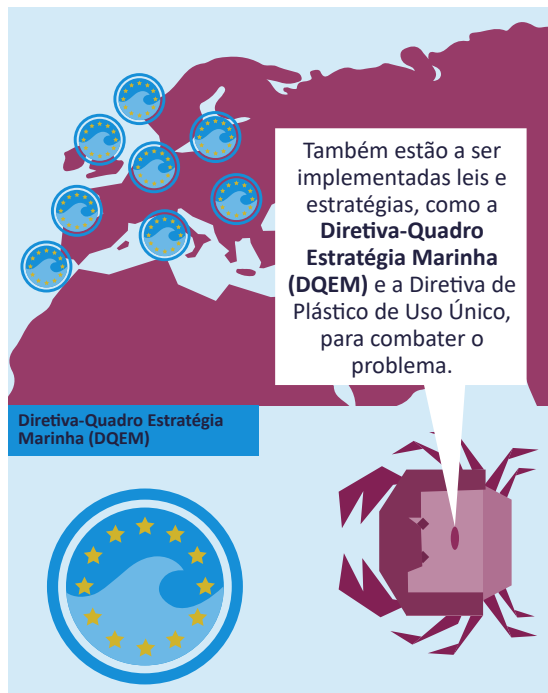 Também estão a ser
implementadas leis e
estratégias, como a
Diretiva-Quadro
Estratégia Marinha
(DQEM) e a Diretiva de
Plástico de Uso Único,
para combater o
problema.
Diretiva-Quadro Estratégia
Marinha (DQEM)